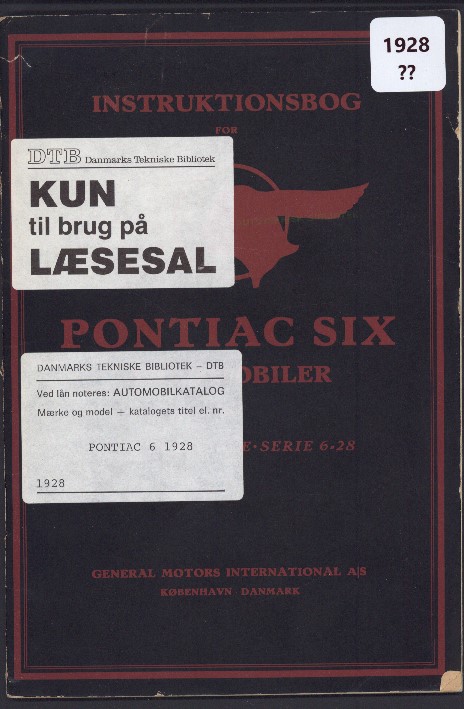 1928
??
INSTRUKTIONSBOG
FOR
DTB Danmarks Tekniske Bibliotek
KUN
til brug på
LÆSESAL
PONTIAC SIX
DANMARKS TEKNISKE BIBLIOTEK – DTB
Ved lån noteres: AUTOMOBILKATALOG
Mærke og model – katalogets titel el. nr.
PONTIAC 6 1928
1928
OBILER
E·SERIE 6-28
GENERAL MOTORS INTERNATIONAL A/S
KØBENHAVN DANMARK